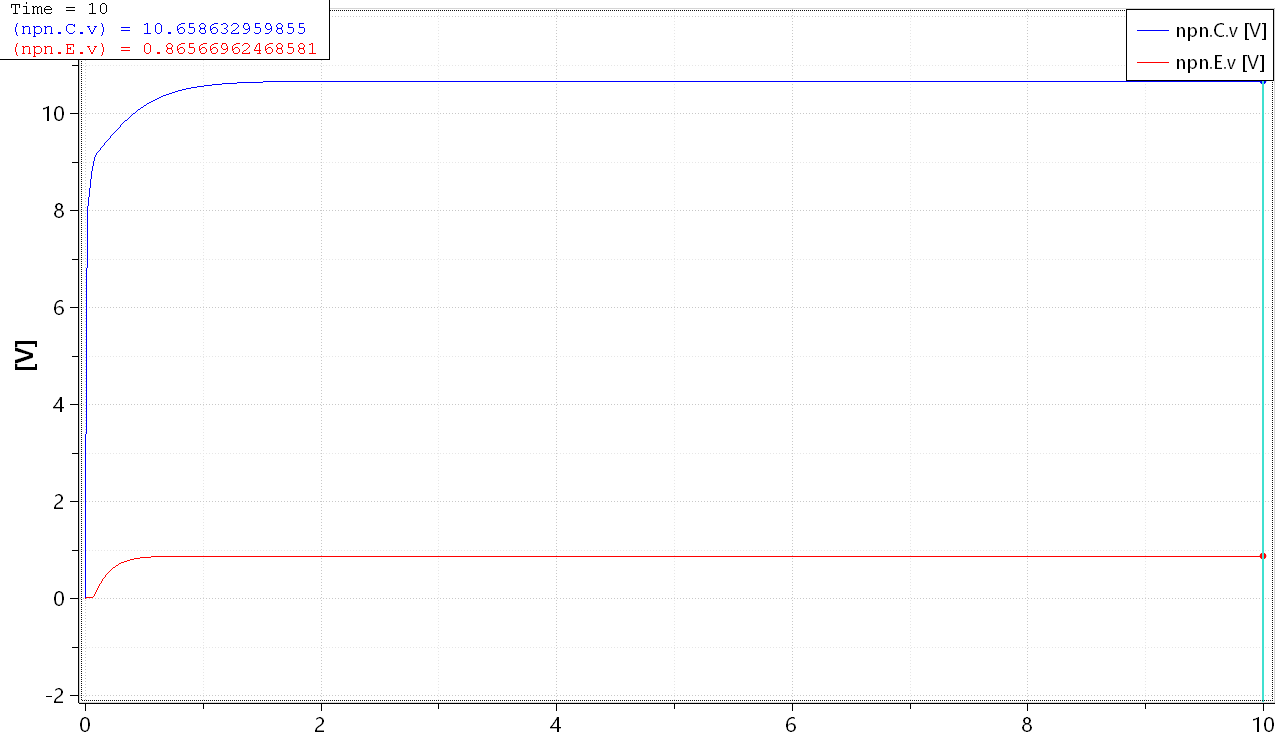 Time = 10
(npn.C.v) = 10.658632959855
(npn.E.v) = 0.86566962468581
npn.C.v [V]
npn.E.v [V]
[V]
10
8
6
4
2
0
-2
0 2 4 6 8 10